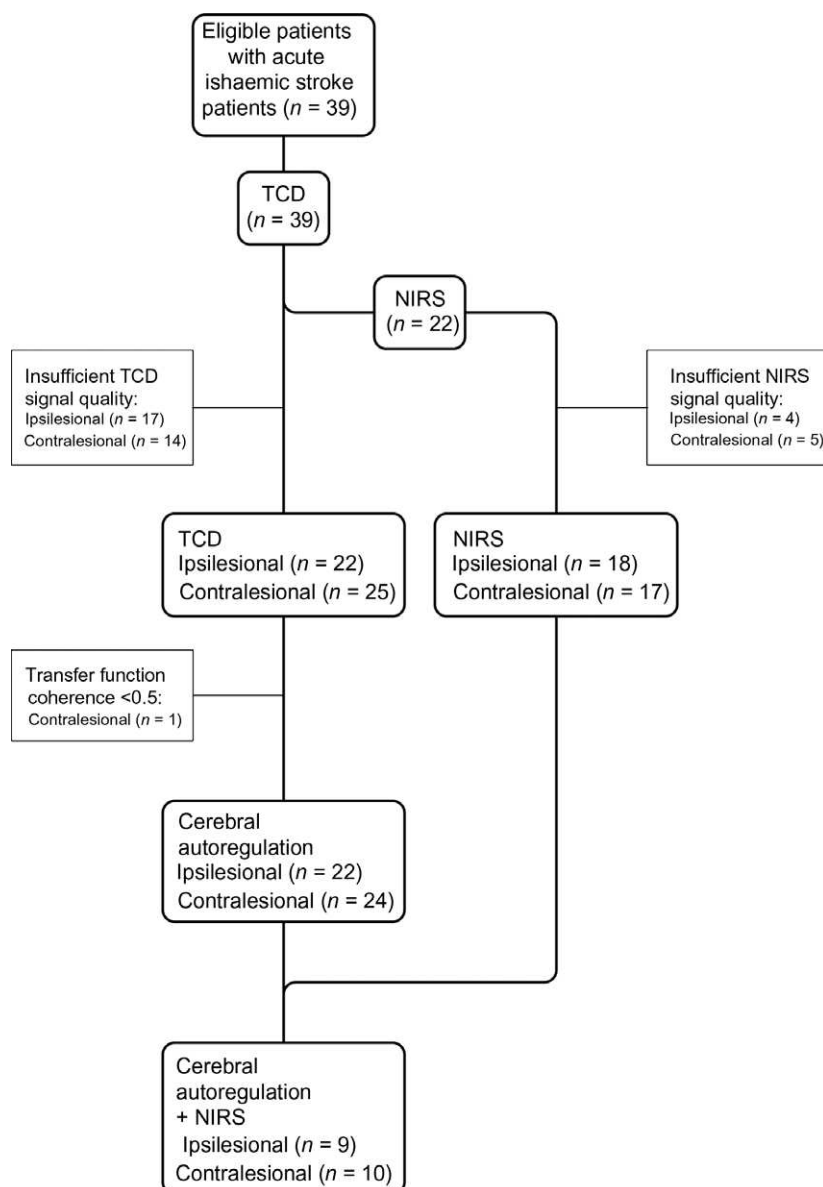 Eligible patients
with acute
ishaemic stroke
patients (n = 39)
TCD
(n = 39)
NIRS
(n = 22)
Insufficient TCD
signal quality:
Ipsilesional (n = 17)
Contralesional (n = 14)
Insufficient NIRS
signal quality:
Ipsilesional (n = 4)
Contralesional (n = 5)
TCD
Ipsilesional (n = 22)
Contralesional (n = 25)
NIRS
Ipsilesional (n = 18)
Contralesional (n = 17)
Transfer function
coherence <0.5:
Contralesional (n = 1)
Cerebral
autoregulation
Ipsilesional (n = 22)
Contralesional (n = 24)
Cerebral
autoregulation
+ NIRS
Ipsilesional (n = 9)
Contralesional (n = 10)